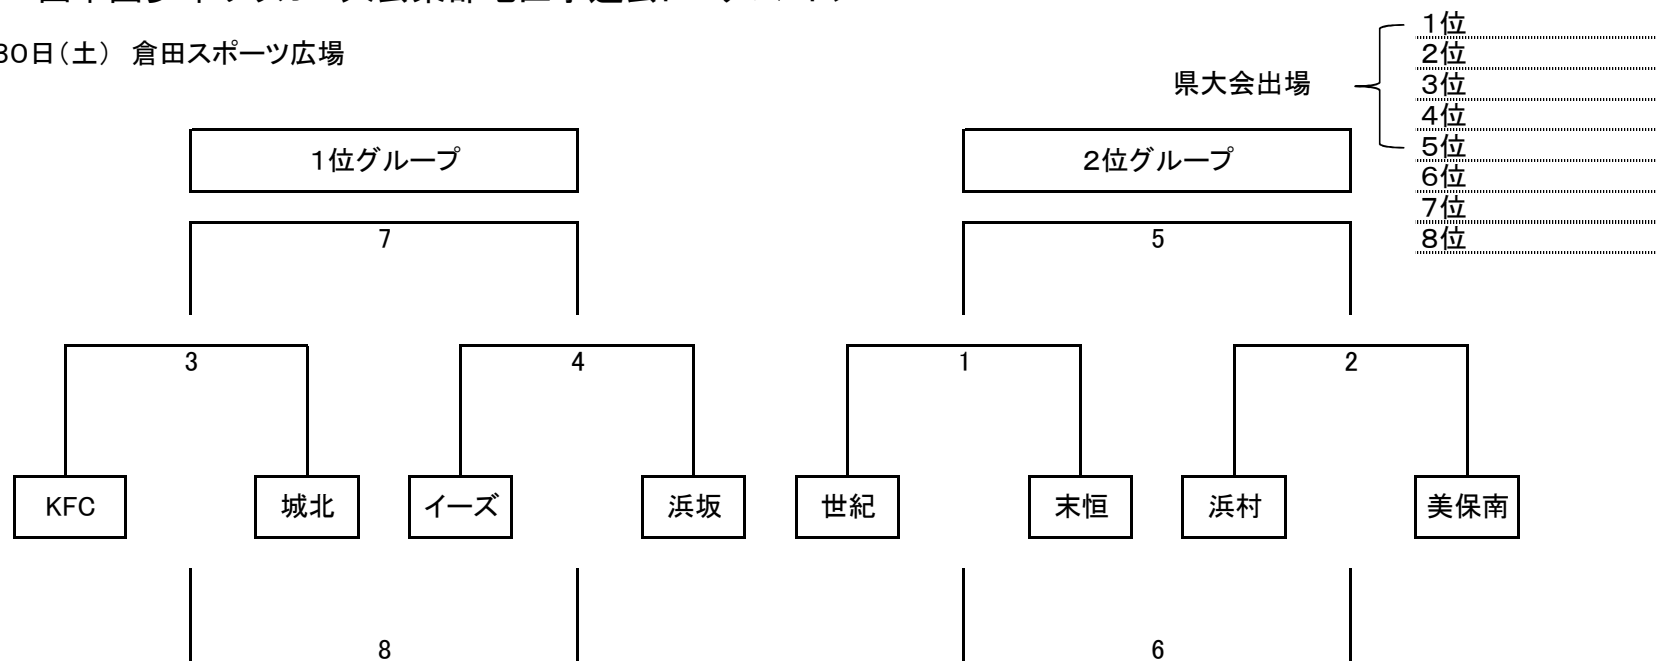 30日(土) 倉田スポーツ広場
県大会出場
1位
2位
3位
4位
5位
6位
7位
8位
1位グループ
2位グループ
7
5
3
4
1
2
KFC
城北
イーズ
浜坂
世紀
末恒
浜村
美保南
8
6